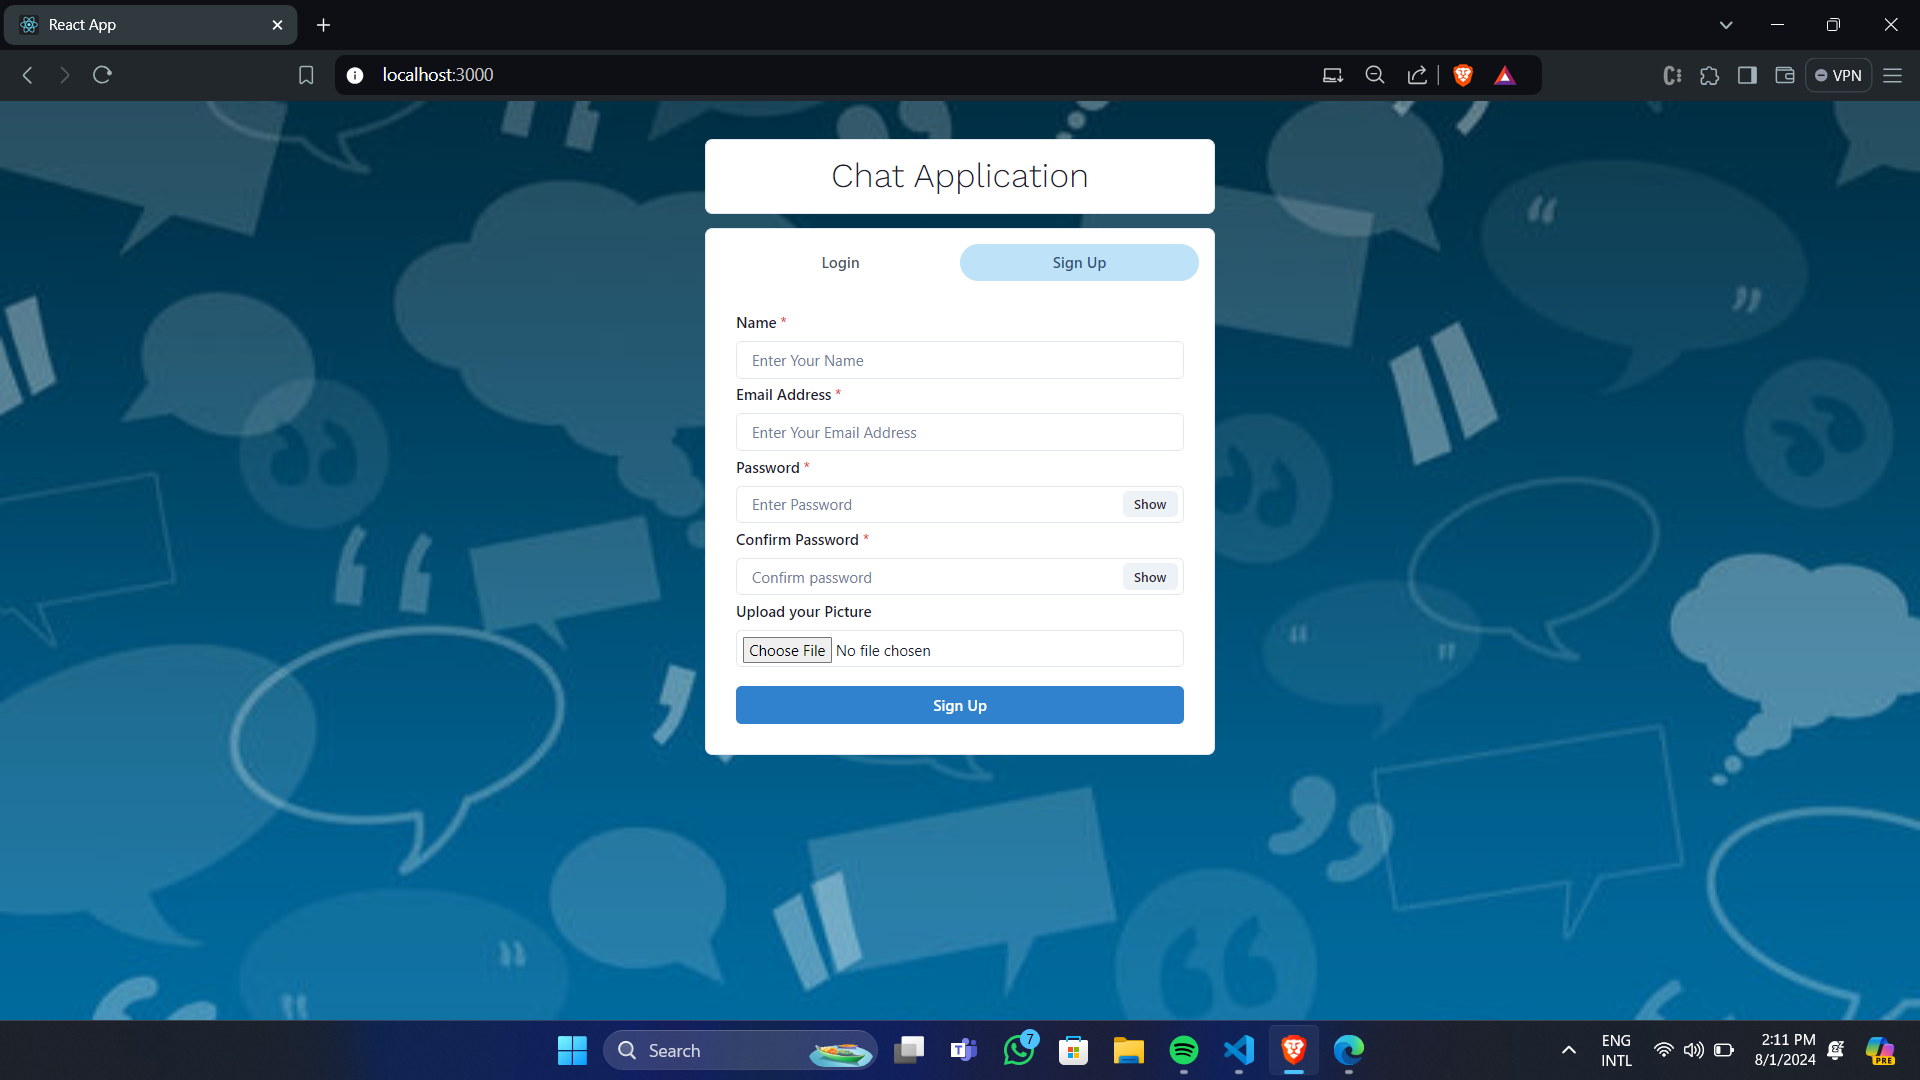 React App
localhost:3000
VPN
Chat Application
Login
Sign Up
Name *
Enter Your Name
Email Address *
Enter Your Email Address
Password *
Enter Password
Show
Confirm Password *
Confirm password
Show
Upload your Picture
Choose File No file chosen
Sign Up
Search
7
ENG
INTL
2:11 PM
8/1/2024
PRE